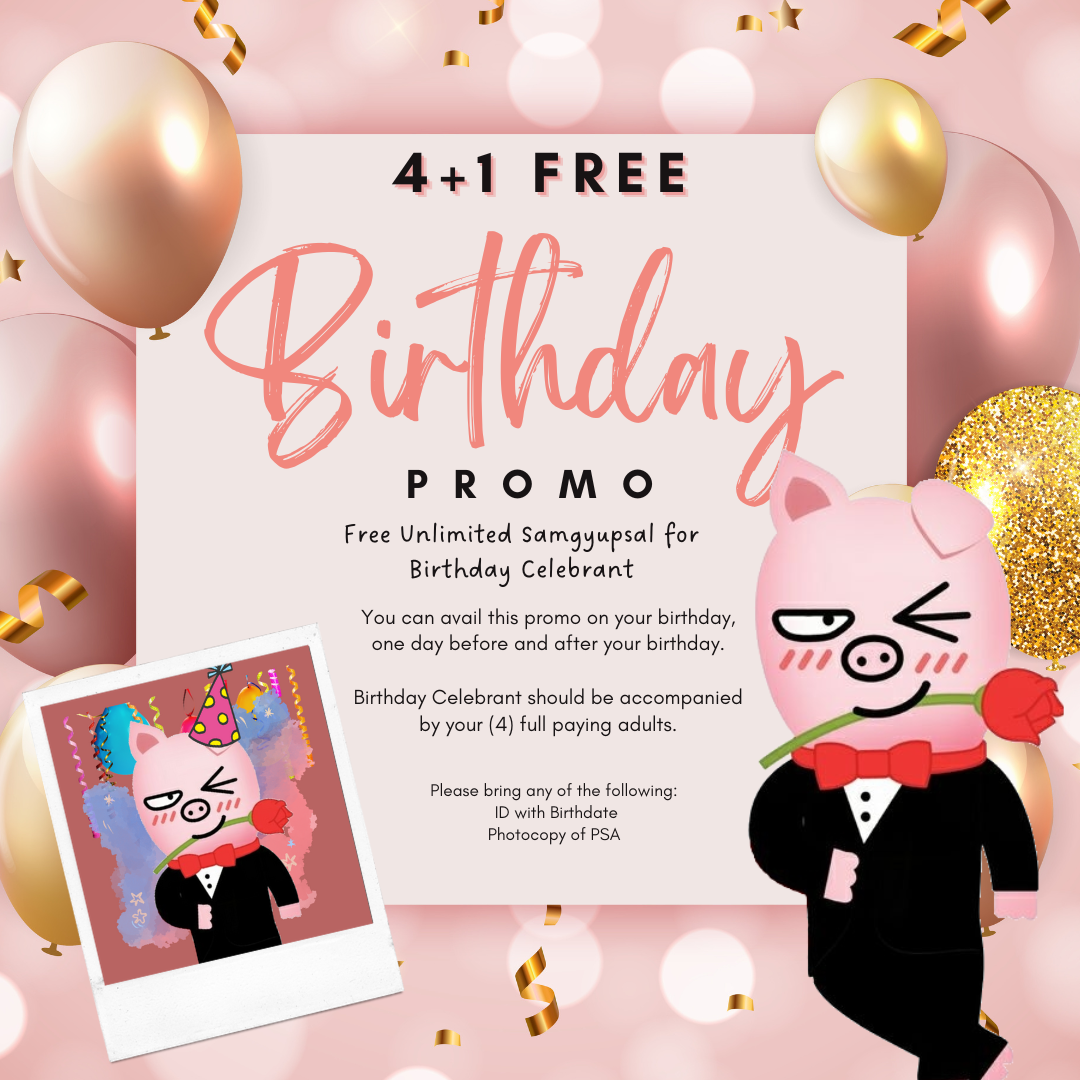 4+1 FREE
Birthday
PROMO
Free Unlimited Samgyupsal for
Birthday Celebrant
You can avail this promo on your birthday,
one day before and after your birthday.
Birthday Celebrant should be accompanied
by your (4) full paying adults.
Please bring any of the following:
ID with Birthdate
Photocopy of PSA